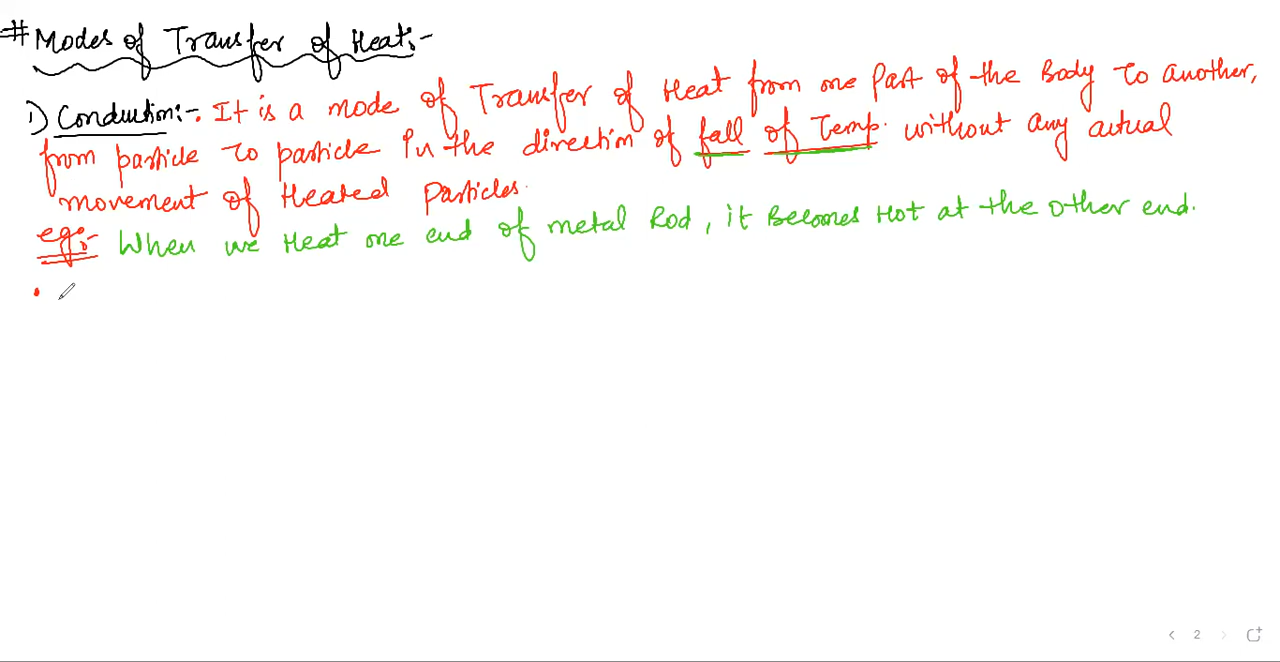 # Modes of Transfer of Heat:-
1) Conduction:-. It is a mode of Transfer of Heat from one Part of the Body To another,
from particle To particle In the direction of fall of Temp. without any actual
movement of Heated Particles.
eg:- When we Heat one end of metal Rod, it Becomes Hot at the other end.
•
2